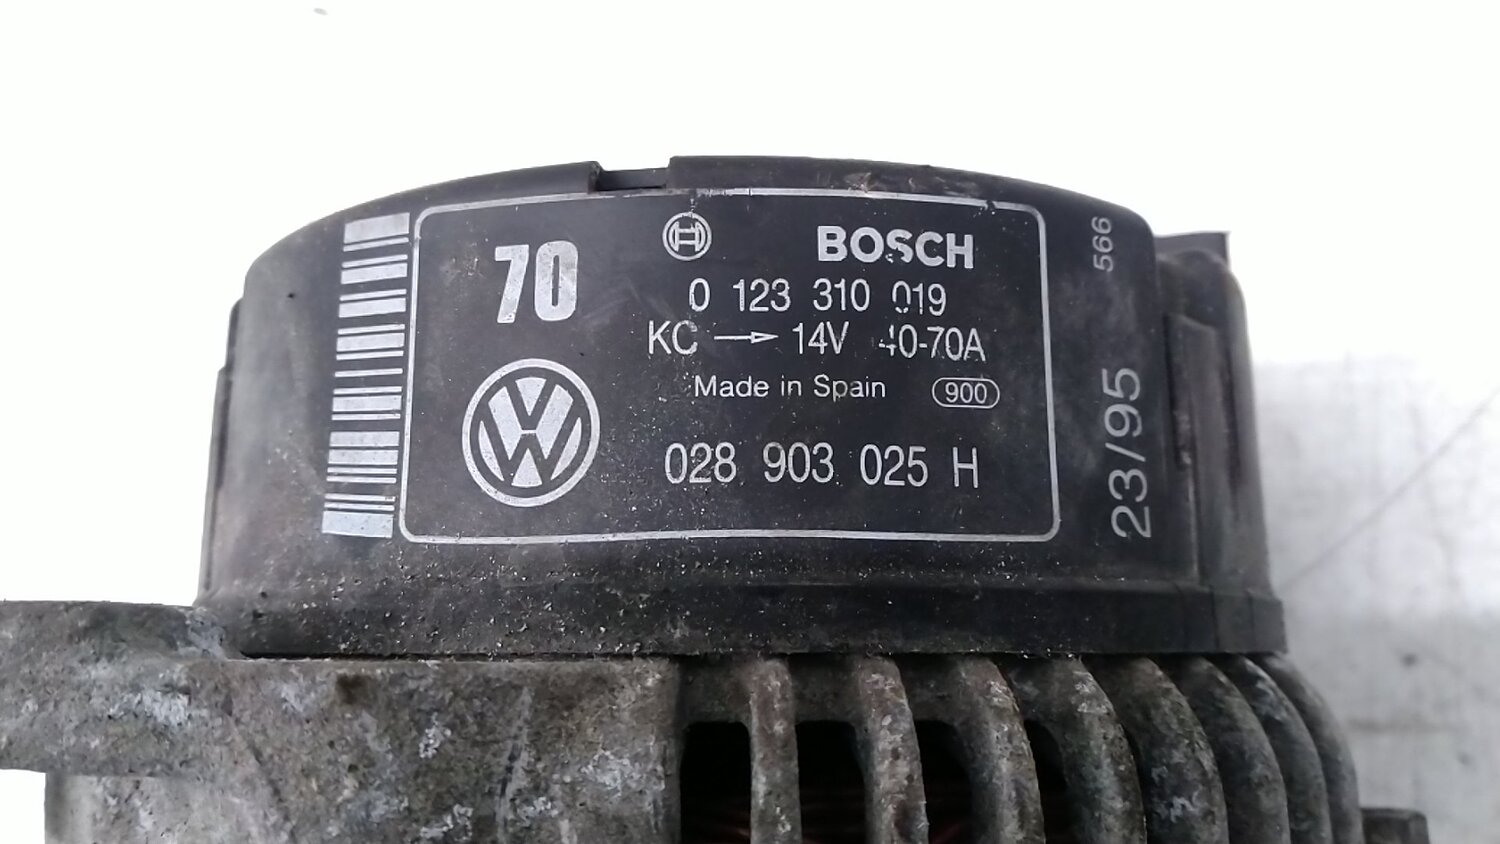 70
BOSCH
0 123 310 019
KC → 14V 40-70A
Made in Spain 900
028 903 025 H
566
23/95